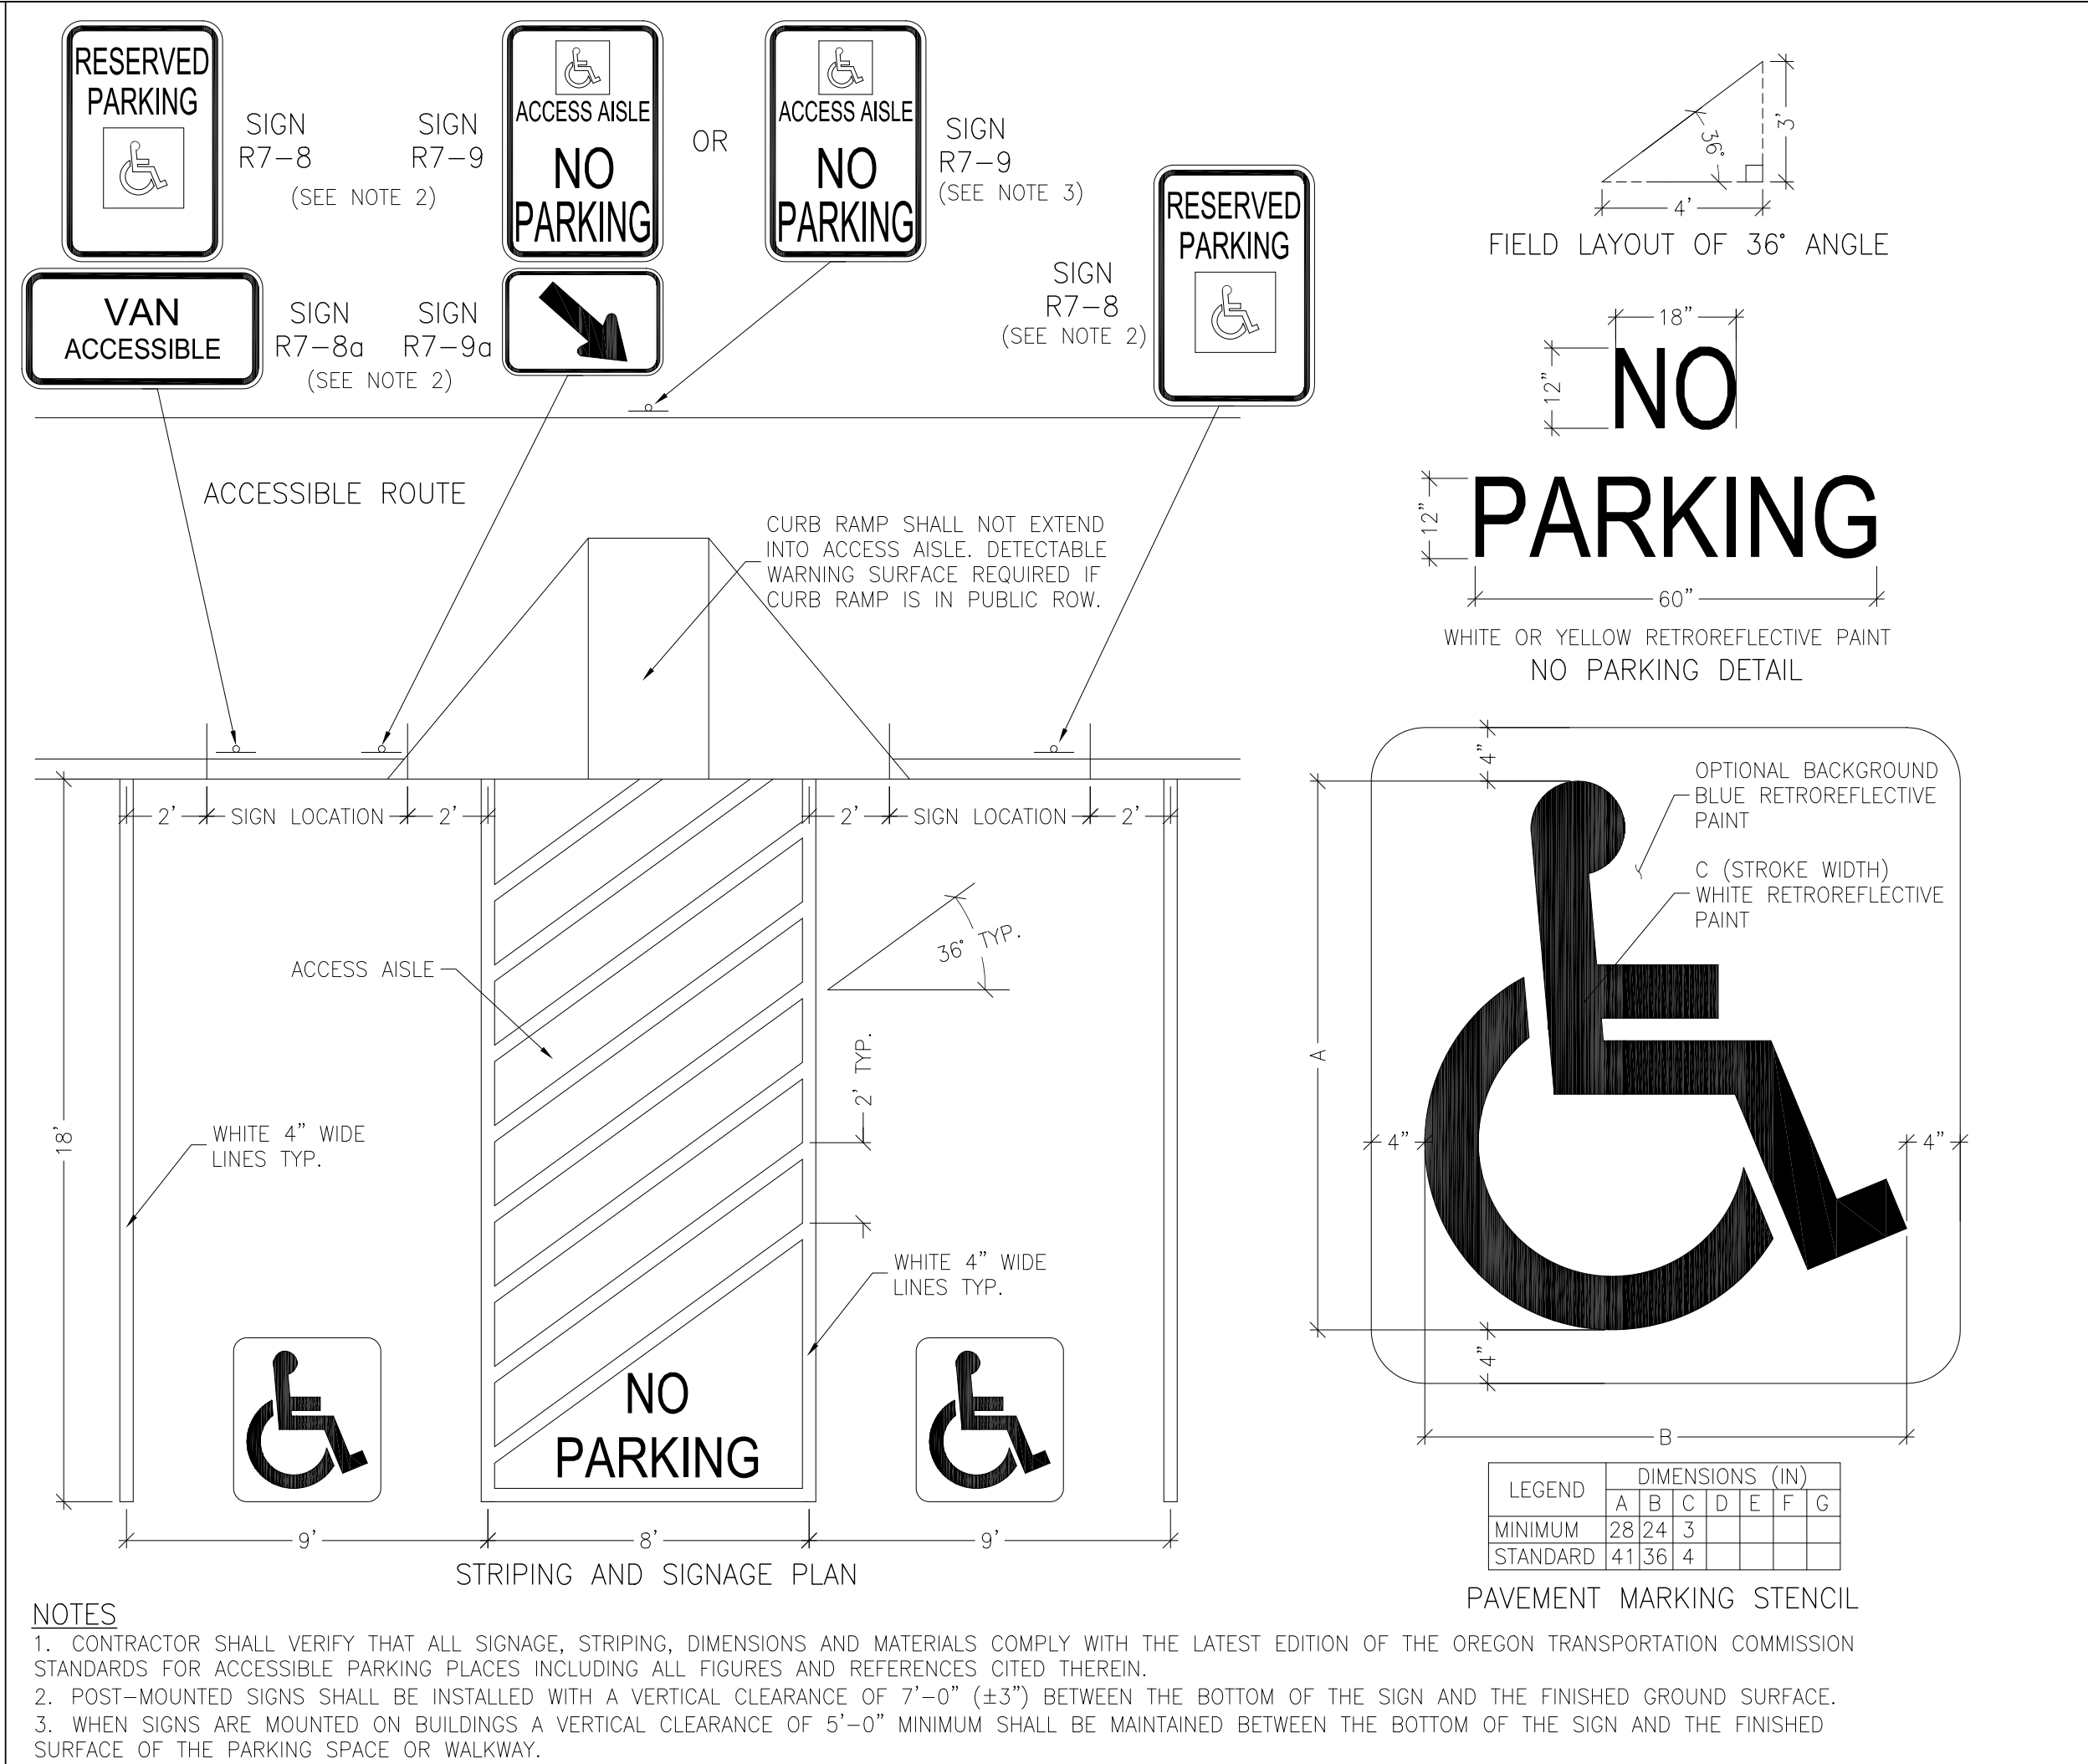 RESERVED
PARKING
SIGN
R7-8
(SEE NOTE 2)
VAN
ACCESSIBLE
SIGN
R7-8a
(SEE NOTE 2)
SIGN
R7-9
ACCESS AISLE
NO
PARKING
SIGN
R7-9a
OR
ACCESS AISLE
NO
PARKING
SIGN
R7-9
(SEE NOTE 3)
SIGN
R7-8
(SEE NOTE 2)
RESERVED
PARKING
ACCESSIBLE ROUTE
CURB RAMP SHALL NOT EXTEND
INTO ACCESS AISLE. DETECTABLE
WARNING SURFACE REQUIRED IF
CURB RAMP IS IN PUBLIC ROW.
2' SIGN LOCATION 2' 2' SIGN LOCATION 2'
36° TYP.
ACCESS AISLE
2' TYP.
18'
WHITE 4" WIDE
LINES TYP.
WHITE 4" WIDE
LINES TYP.
NO
PARKING
9' 8' 9'
STRIPING AND SIGNAGE PLAN
36°
3'
4'
FIELD LAYOUT OF 36° ANGLE
18"
12"
NO
12"
PARKING
60"
WHITE OR YELLOW RETROREFLECTIVE PAINT
NO PARKING DETAIL
4"
OPTIONAL BACKGROUND
BLUE RETROREFLECTIVE
PAINT
C (STROKE WIDTH)
WHITE RETROREFLECTIVE
PAINT
A
4" 4"
4"
B
LEGEND DIMENSIONS (IN)
A B C D E F G
MINIMUM 28 24 3
STANDARD 41 36 4
PAVEMENT MARKING STENCIL
NOTES
1. CONTRACTOR SHALL VERIFY THAT ALL SIGNAGE, STRIPING, DIMENSIONS AND MATERIALS COMPLY WITH THE LATEST EDITION OF THE OREGON TRANSPORTATION COMMISSION
STANDARDS FOR ACCESSIBLE PARKING PLACES INCLUDING ALL FIGURES AND REFERENCES CITED THEREIN.
2. POST-MOUNTED SIGNS SHALL BE INSTALLED WITH A VERTICAL CLEARANCE OF 7'-0" (±3") BETWEEN THE BOTTOM OF THE SIGN AND THE FINISHED GROUND SURFACE.
3. WHEN SIGNS ARE MOUNTED ON BUILDINGS A VERTICAL CLEARANCE OF 5'-0" MINIMUM SHALL BE MAINTAINED BETWEEN THE BOTTOM OF THE SIGN AND THE FINISHED
SURFACE OF THE PARKING SPACE OR WALKWAY.